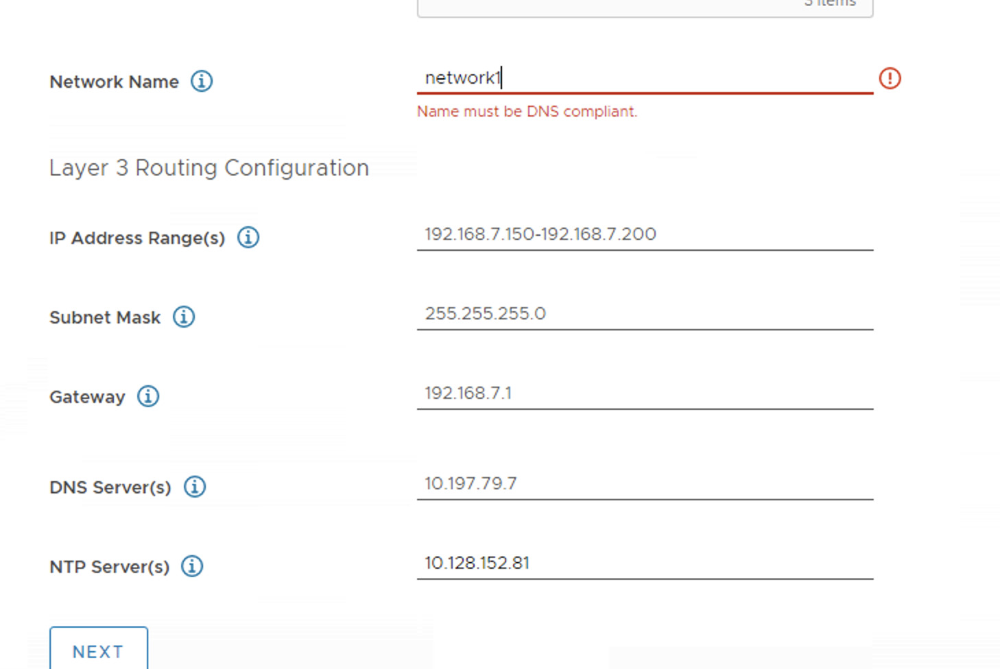 3 items
Network Name
network1
Name must be DNS compliant.
Layer 3 Routing Configuration
IP Address Range(s)
192.168.7.150-192.168.7.200
Subnet Mask
255.255.255.0
Gateway
192.168.7.1
DNS Server(s)
10.197.79.7
NTP Server(s)
10.128.152.81
NEXT